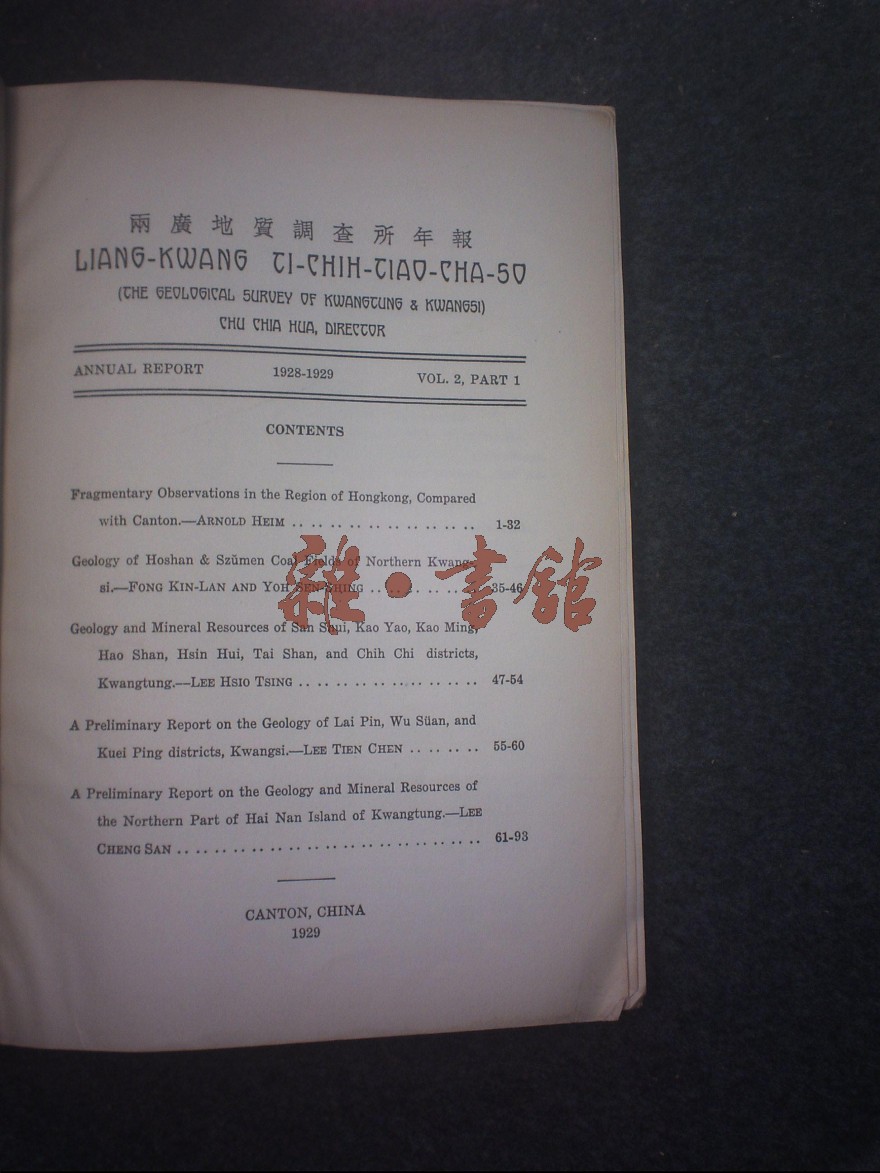 兩廣地質調查所年報
LIANG-KWANG TI-CHIH-TIAO-CHA-SO
(THE GEOLOGICAL SURVEY OF KWANGTUNG & KWANGSI)
CHU CHIA HUA, DIRECTOR
ANNUAL REPORT 1928-1929 VOL. 2, PART 1
CONTENTS
Fragmentary Observations in the Region of Hongkong, Compared
with Canton.—ARNOLD HEIM .. .. .. .. .. .. .. .. .. .. 1-32
Geology of Hoshan & Szŭmen Coal Fields of Northern Kwang-
si.—FONG KIN-LAN AND YOH SEN-SHING .. .. .. .. .. .. 35-46
雜·書館
Geology and Mineral Resources of San Shui, Kao Yao, Kao Ming,
Hao Shan, Hsin Hui, Tai Shan, and Chih Chi districts,
Kwangtung.—LEE HSIO TSING .. .. .. .. .. .. .. .. .. .. 47-54
A Preliminary Report on the Geology of Lai Pin, Wu Süan, and
Kuei Ping districts, Kwangsi.—LEE TIEN CHEN .. .. .. .. 55-60
A Preliminary Report on the Geology and Mineral Resources of
the Northern Part of Hai Nan Island of Kwangtung.—LEE
CHENG SAN .. .. .. .. .. .. .. .. .. .. .. .. .. .. .. .. .. 61-93
CANTON, CHINA
1929